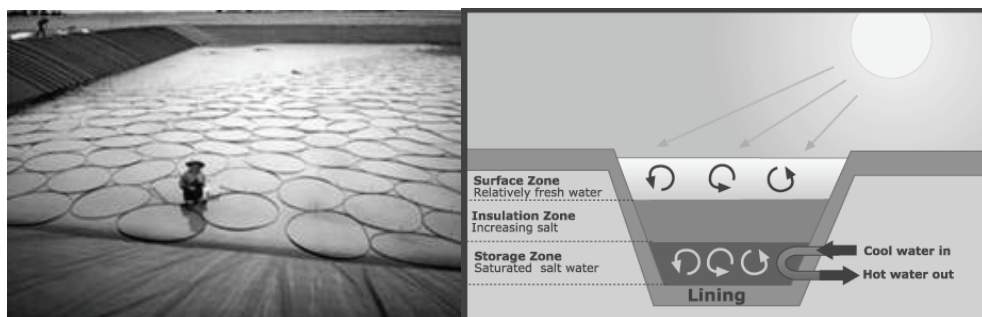 Surface Zone
Relatively fresh water
Insulation Zone
Increasing salt
Storage Zone
Saturated salt water
Cool water in
Hot water out
Lining